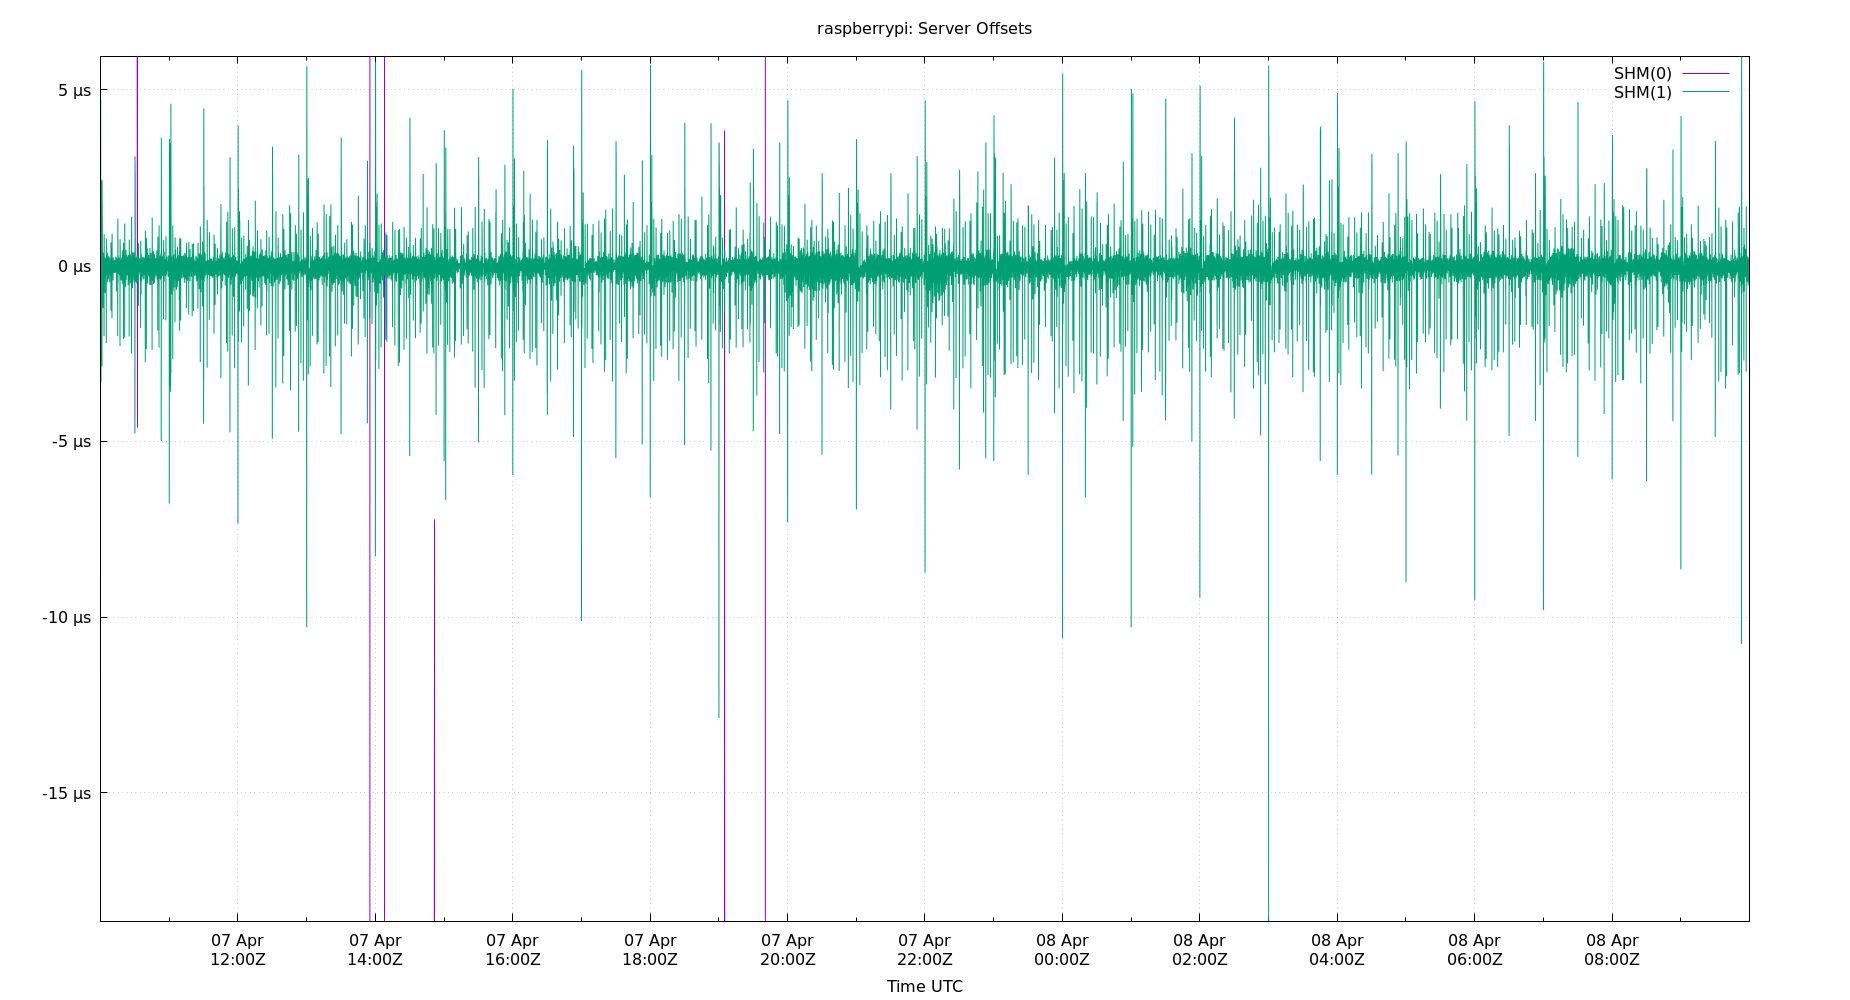 raspberrypi: Server Offsets
SHM(0)
SHM(1)
5 µs
0 µs
-5 µs
-10 µs
-15 µs
07 Apr 07 Apr 07 Apr 07 Apr 07 Apr 07 Apr 08 Apr 08 Apr 08 Apr 08 Apr 08 Apr
12:00Z 14:00Z 16:00Z 18:00Z 20:00Z 22:00Z 00:00Z 02:00Z 04:00Z 06:00Z 08:00Z
Time UTC